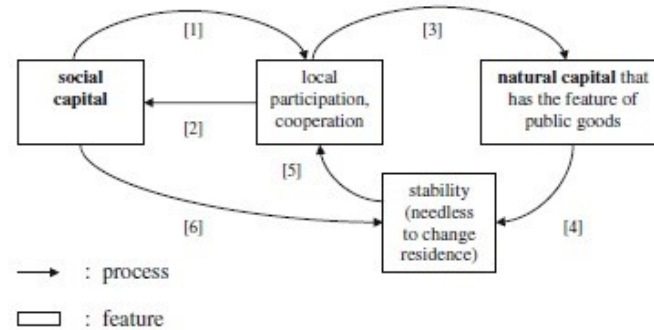 [1]
[3]
social
capital
local
participation,
cooperation
natural capital that
has the feature of
public goods
[2]
[5]
stability
(needless
to change
residence)
[6]
[4]
: process
: feature